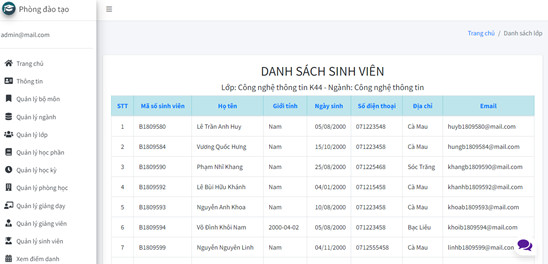 Phòng đào tạo
admin@mail.com
Trang chủ
Thông tin
Quản lý bộ môn
Quản lý ngành
Quản lý lớp
Quản lý học phần
Quản lý học kỳ
Quản lý phòng học
Quản lý giảng dạy
Quản lý giảng viên
Quản lý sinh viên
Xem điểm danh
Trang chủ / Danh sách lớp
DANH SÁCH SINH VIÊN
Lớp: Công nghệ thông tin K44 - Ngành: Công nghệ thông tin
STT Mã số sinh viên Họ tên Giới tính Ngày sinh Số điện thoại Địa chỉ Email
1 B1809580 Lê Trần Anh Huy Nam 05/08/2000 071223548 Cà Mau huyb1809580@mail.com
2 B1809584 Vương Quốc Hưng Nam 15/10/2000 071223458 Cà Mau hungb1809584@mail.com
3 B1809590 Phạm Nhĩ Khang Nam 25/08/2000 071225468 Sóc Trăng khangb1809590@mail.com
4 B1809592 Lê Bùi Hữu Khánh Nam 04/01/2000 071215458 Cà Mau khanhb1809592@mail.com
5 B1809593 Nguyễn Anh Khoa Nam 10/08/2000 071223458 Cà Mau khoab1809593@mail.com
6 B1809594 Võ Đình Khôi Nam 2000-04-02 05/08/2000 071223458 Bạc Liêu khoib1809594@mail.com
7 B1809599 Nguyễn Nguyên Linh Nam 04/11/2000 0712555458 Cà Mau linhb1809599@mail.com